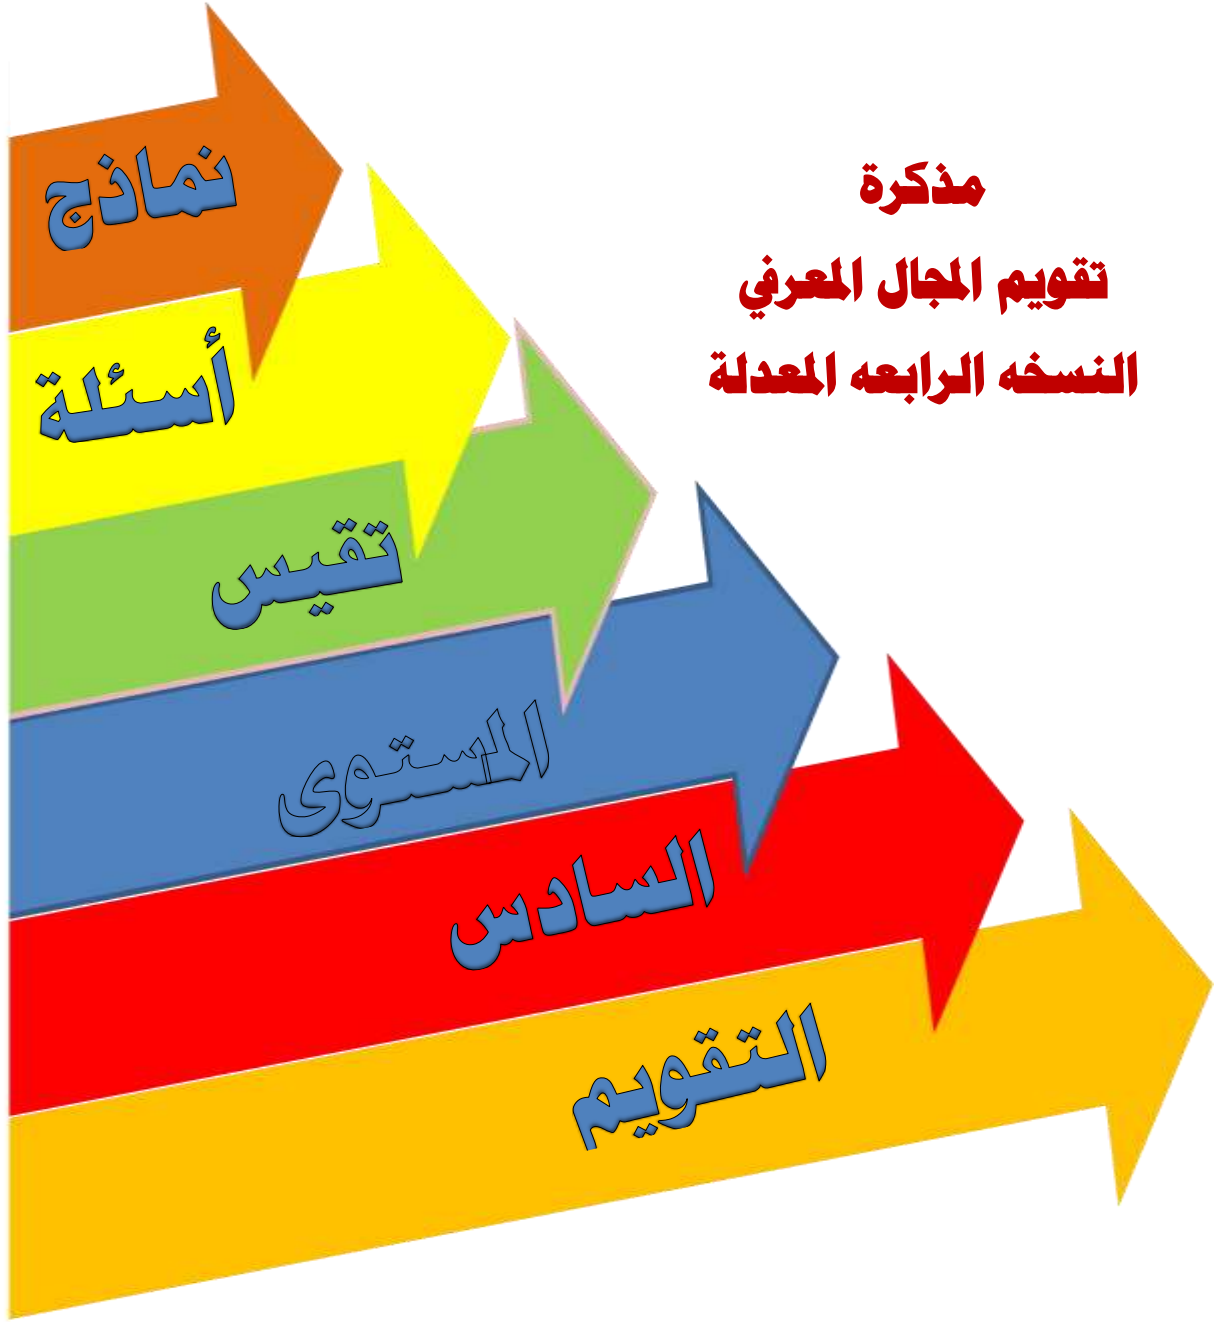 مذكرة
تقويم المجال المعرفي
النسخه الرابعه المعدلة
نماذج
أسئلة
تقيس
المستوى
السادس
التقويم